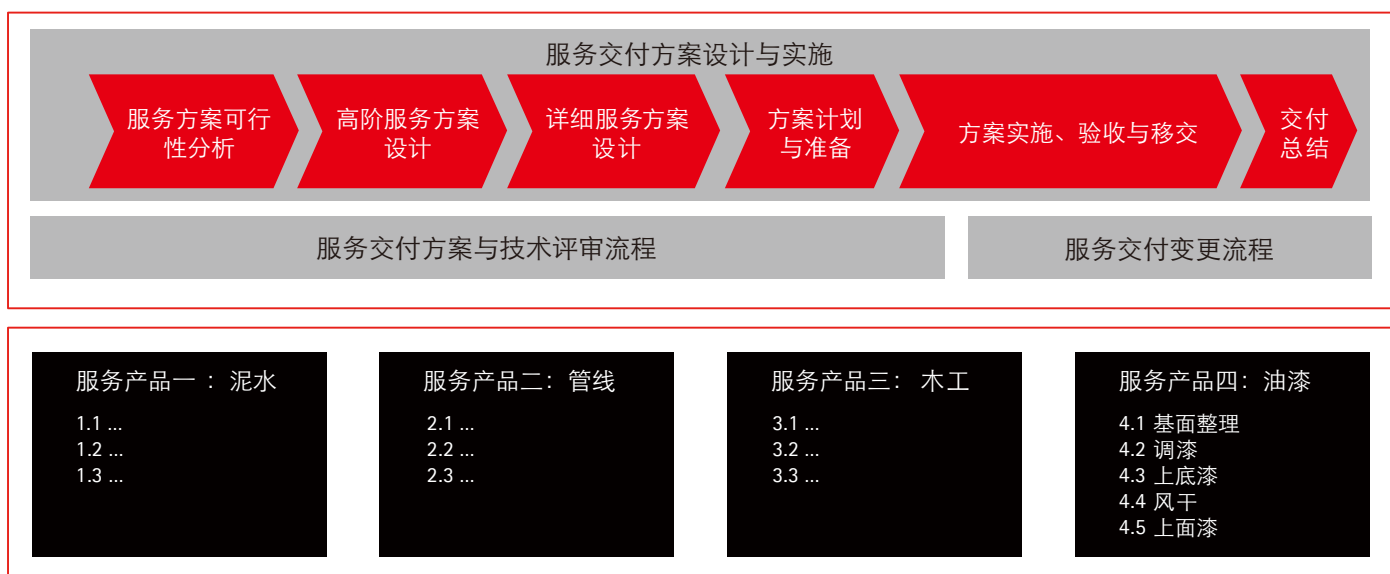 服务交付方案设计与实施
服务方案可行
性分析
高阶服务方案
设计
详细服务方案
设计
方案计划
与准备
方案实施、验收与移交
交付
总结
服务交付方案与技术评审流程
服务交付变更流程
服务产品一 ：泥水
1.1 ...
1.2 ...
1.3 ...
服务产品二：管线
2.1 ...
2.2 ...
2.3 ...
服务产品三： 木工
3.1 ...
3.2 ...
3.3 ...
服务产品四：油漆
4.1 基面整理
4.2 调漆
4.3 上底漆
4.4 风干
4.5 上面漆